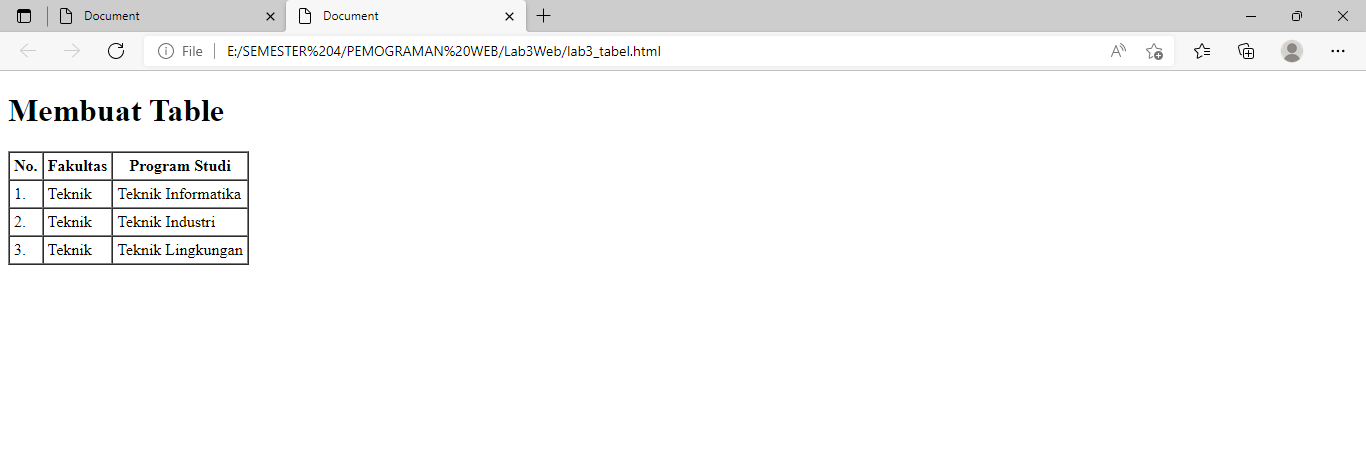 Document
Document
File
E:/SEMESTER%204/PEMOGRAMAN%20WEB/Lab3Web/lab3_tabel.html
Membuat Table
No. Fakultas Program Studi
1. Teknik Teknik Informatika
2. Teknik Teknik Industri
3. Teknik Teknik Lingkungan